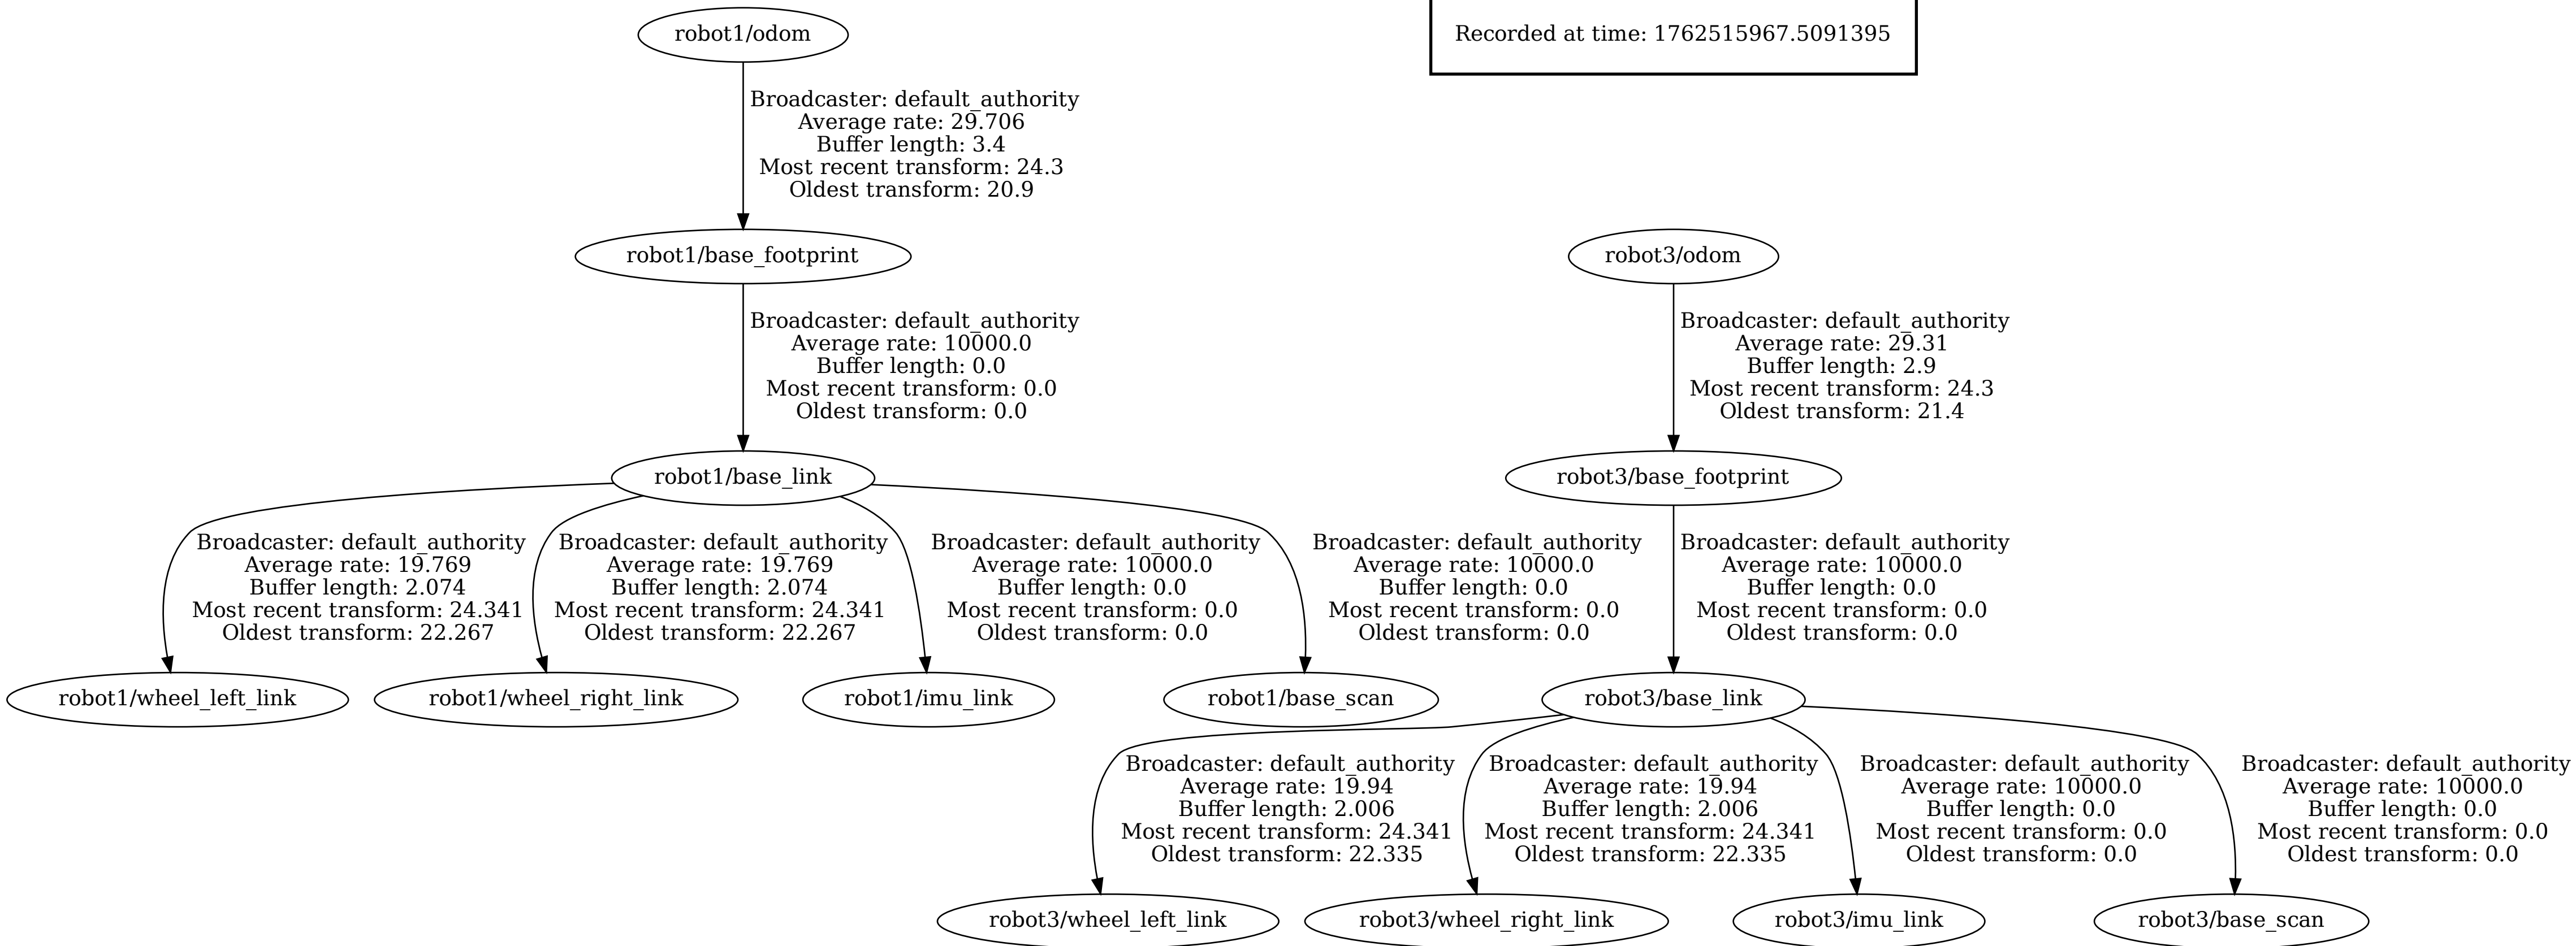 robot1/odom
Recorded at time: 1762515967.5091395
Broadcaster: default_authority
Average rate: 29.706
Buffer length: 3.4
Most recent transform: 24.3
Oldest transform: 20.9
robot1/base_footprint
robot3/odom
Broadcaster: default_authority
Average rate: 10000.0
Buffer length: 0.0
Most recent transform: 0.0
Oldest transform: 0.0
Broadcaster: default_authority
Average rate: 29.31
Buffer length: 2.9
Most recent transform: 24.3
Oldest transform: 21.4
robot1/base_link
robot3/base_footprint
Broadcaster: default_authority
Average rate: 19.769
Buffer length: 2.074
Most recent transform: 24.341
Oldest transform: 22.267
Broadcaster: default_authority
Average rate: 19.769
Buffer length: 2.074
Most recent transform: 24.341
Oldest transform: 22.267
Broadcaster: default_authority
Average rate: 10000.0
Buffer length: 0.0
Most recent transform: 0.0
Oldest transform: 0.0
Broadcaster: default_authority
Average rate: 10000.0
Buffer length: 0.0
Most recent transform: 0.0
Oldest transform: 0.0
Broadcaster: default_authority
Average rate: 10000.0
Buffer length: 0.0
Most recent transform: 0.0
Oldest transform: 0.0
robot1/wheel_left_link
robot1/wheel_right_link
robot1/imu_link
robot1/base_scan
robot3/base_link
Broadcaster: default_authority
Average rate: 19.94
Buffer length: 2.006
Most recent transform: 24.341
Oldest transform: 22.335
Broadcaster: default_authority
Average rate: 19.94
Buffer length: 2.006
Most recent transform: 24.341
Oldest transform: 22.335
Broadcaster: default_authority
Average rate: 10000.0
Buffer length: 0.0
Most recent transform: 0.0
Oldest transform: 0.0
Broadcaster: default_authority
Average rate: 10000.0
Buffer length: 0.0
Most recent transform: 0.0
Oldest transform: 0.0
robot3/wheel_left_link
robot3/wheel_right_link
robot3/imu_link
robot3/base_scan